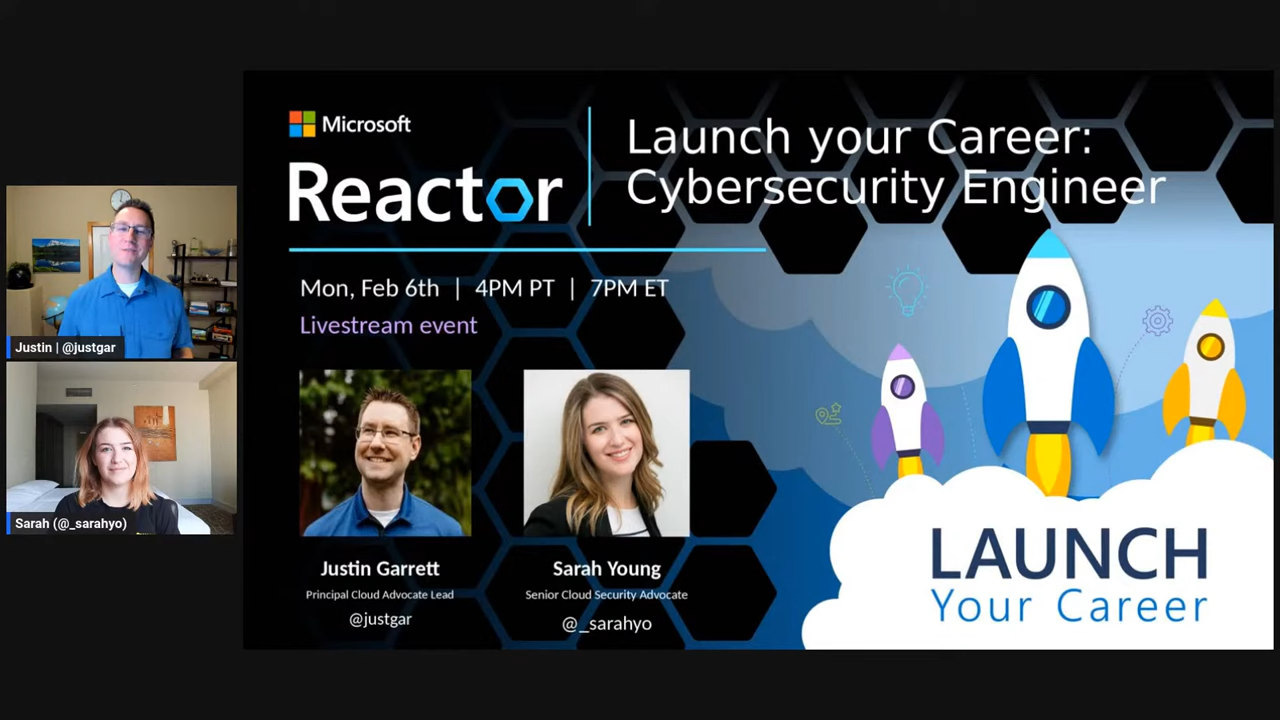 Microsoft
Reactor
Launch your Career:
Cybersecurity Engineer
Mon, Feb 6th | 4PM PT | 7PM ET
Livestream event
Justin | @justgar
Sarah (@_sarahyo)
Justin Garrett
Principal Cloud Advocate Lead
@justgar
Sarah Young
Senior Cloud Security Advocate
@_sarahyo
LAUNCH
Your Career